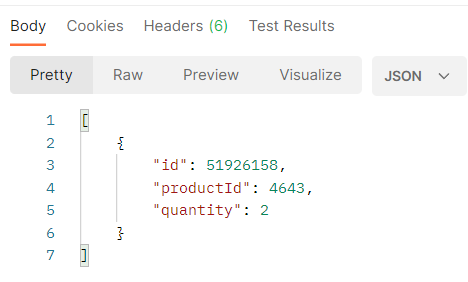 Body Cookies Headers (6) Test Results
Pretty Raw Preview Visualize JSON
1 [
2 {
3 "id": 51926158,
4 "productId": 4643,
5 "quantity": 2
6 }
7 ]